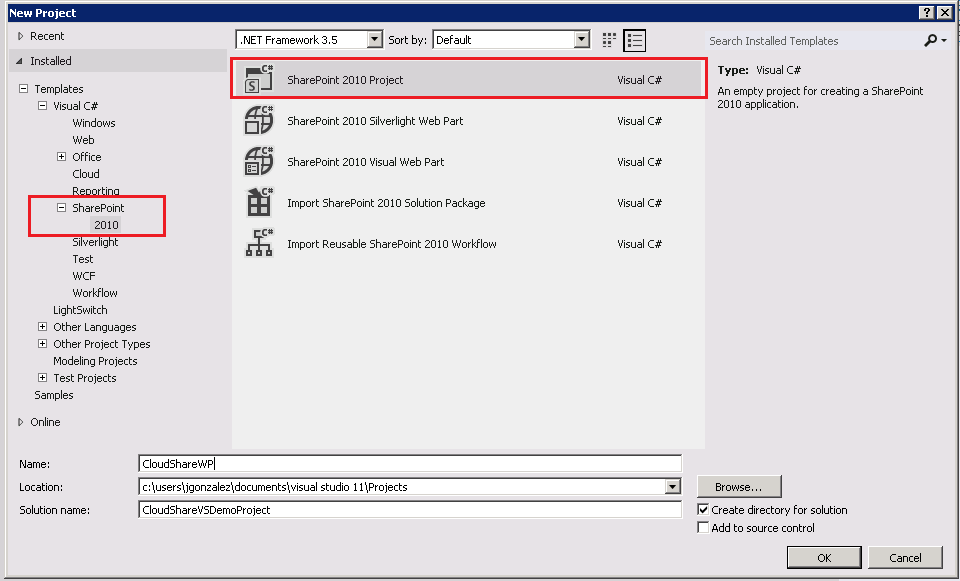 New Project
Recent
.NET Framework 3.5 Sort by: Default Search Installed Templates
Installed
Templates
Visual C#
Windows
Web
Office
Cloud
Reporting
SharePoint
2010
Silverlight
Test
WCF
Workflow
LightSwitch
Other Languages
Other Project Types
Modeling Projects
Test Projects
Samples
Online
C# SharePoint 2010 Project Visual C#
C# SharePoint 2010 Silverlight Web Part Visual C#
C# SharePoint 2010 Visual Web Part Visual C#
C# Import SharePoint 2010 Solution Package Visual C#
C# Import Reusable SharePoint 2010 Workflow Visual C#
Type: Visual C#
An empty project for creating a SharePoint
2010 application.
Name: CloudShareWP
Location: c:\users\jgonzalez\documents\visual studio 11\Projects Browse...
Solution name: CloudShareVSDemoProject Create directory for solution
Add to source control
OK Cancel